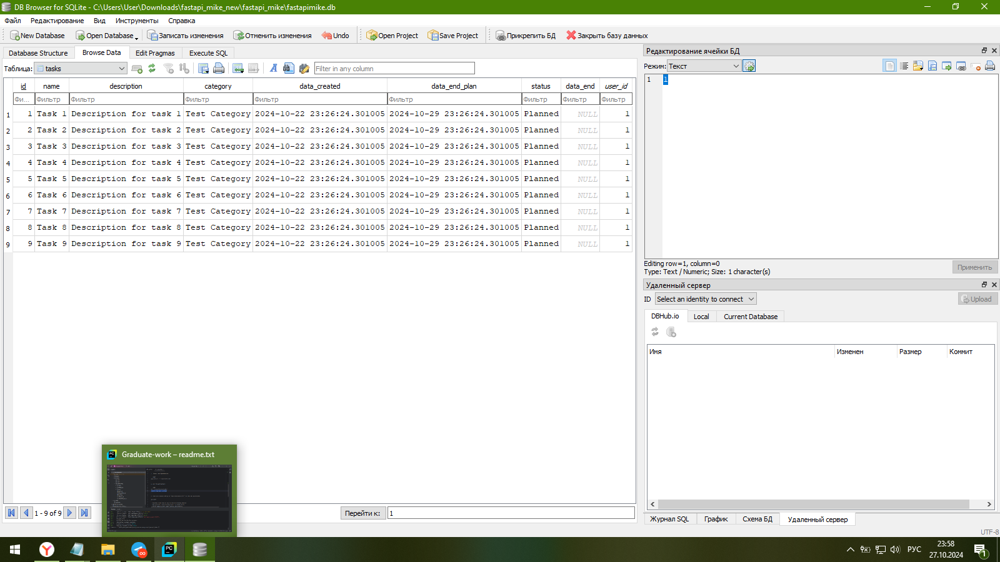 DB Browser for SQLite - C:\Users\User\Downloads\fastapi_mike_new\fastapi_mike\fastapimike.db
Файл Редактирование Вид Инструменты Справка
New Database Open Database Записать изменения Отменить изменения Undo Open Project Save Project Прикрепить БД Закрыть базу данных
Database Structure Browse Data Edit Pragmas Execute SQL
Таблица: tasks Filter in any column
id name description category data_created data_end_plan status data_end user_id
Фи... Фильтр Фильтр Фильтр Фильтр Фильтр Фильтр Фильтр Фильтр
1 1 Task 1 Description for task 1 Test Category 2024-10-22 23:26:24.301005 2024-10-29 23:26:24.301005 Planned NULL 1
2 2 Task 2 Description for task 2 Test Category 2024-10-22 23:26:24.301005 2024-10-29 23:26:24.301005 Planned NULL 1
3 3 Task 3 Description for task 3 Test Category 2024-10-22 23:26:24.301005 2024-10-29 23:26:24.301005 Planned NULL 1
4 4 Task 4 Description for task 4 Test Category 2024-10-22 23:26:24.301005 2024-10-29 23:26:24.301005 Planned NULL 1
5 5 Task 5 Description for task 5 Test Category 2024-10-22 23:26:24.301005 2024-10-29 23:26:24.301005 Planned NULL 1
6 6 Task 6 Description for task 6 Test Category 2024-10-22 23:26:24.301005 2024-10-29 23:26:24.301005 Planned NULL 1
7 7 Task 7 Description for task 7 Test Category 2024-10-22 23:26:24.301005 2024-10-29 23:26:24.301005 Planned NULL 1
8 8 Task 8 Description for task 8 Test Category 2024-10-22 23:26:24.301005 2024-10-29 23:26:24.301005 Planned NULL 1
9 9 Task 9 Description for task 9 Test Category 2024-10-22 23:26:24.301005 2024-10-29 23:26:24.301005 Planned NULL 1
1 - 9 of 9 Перейти к: 1
Редактирование ячейки БД
Режим: Текст
1 1
Editing row=1, column=0
Type: Text / Numeric; Size: 1 character(s)
Применить
Удаленный сервер
ID Select an identity to connect Upload
DBHub.io Local Current Database
Имя Изменен Размер Коммит
Журнал SQL График Схема БД Удаленный сервер
UTF-8
PC Graduate-work – readme.txt
РУС 23:58
27.10.2024
1